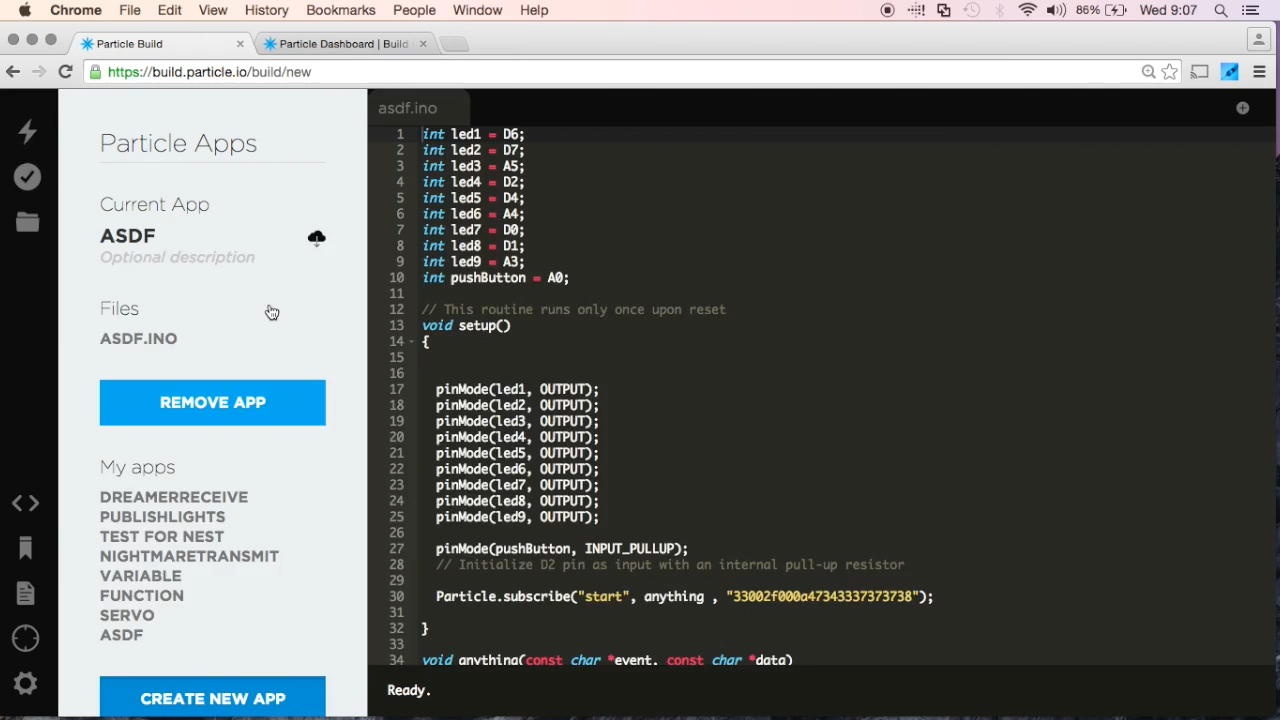 Chrome File Edit View History Bookmarks People Window Help 86% Wed 9:07
Particle Build
Particle Dashboard | Build
https://build.particle.io/build/new
Particle Apps
Current App
ASDF
Optional description
Files
ASDF.INO
REMOVE APP
My apps
DREAMERRECEIVE
PUBLISHLIGHTS
TEST FOR NEST
NIGHTMARETRANSMIT
VARIABLE
FUNCTION
SERVO
ASDF
CREATE NEW APP
asdf.ino
1 int led1 = D6;
2 int led2 = D7;
3 int led3 = A5;
4 int led4 = D2;
5 int led5 = D4;
6 int led6 = A4;
7 int led7 = D0;
8 int led8 = D1;
9 int led9 = A3;
10 int pushButton = A0;
11
12 // This routine runs only once upon reset
13 void setup()
14 {
15
16
17 pinMode(led1, OUTPUT);
18 pinMode(led2, OUTPUT);
19 pinMode(led3, OUTPUT);
20 pinMode(led4, OUTPUT);
21 pinMode(led5, OUTPUT);
22 pinMode(led6, OUTPUT);
23 pinMode(led7, OUTPUT);
24 pinMode(led8, OUTPUT);
25 pinMode(led9, OUTPUT);
26
27 pinMode(pushButton, INPUT_PULLUP);
28 // Initialize D2 pin as input with an internal pull-up resistor
29
30 Particle.subscribe("start", anything , "33002f000a47343337373738");
31
32 }
33
34 void anything(const char *event, const char *data)
Ready.